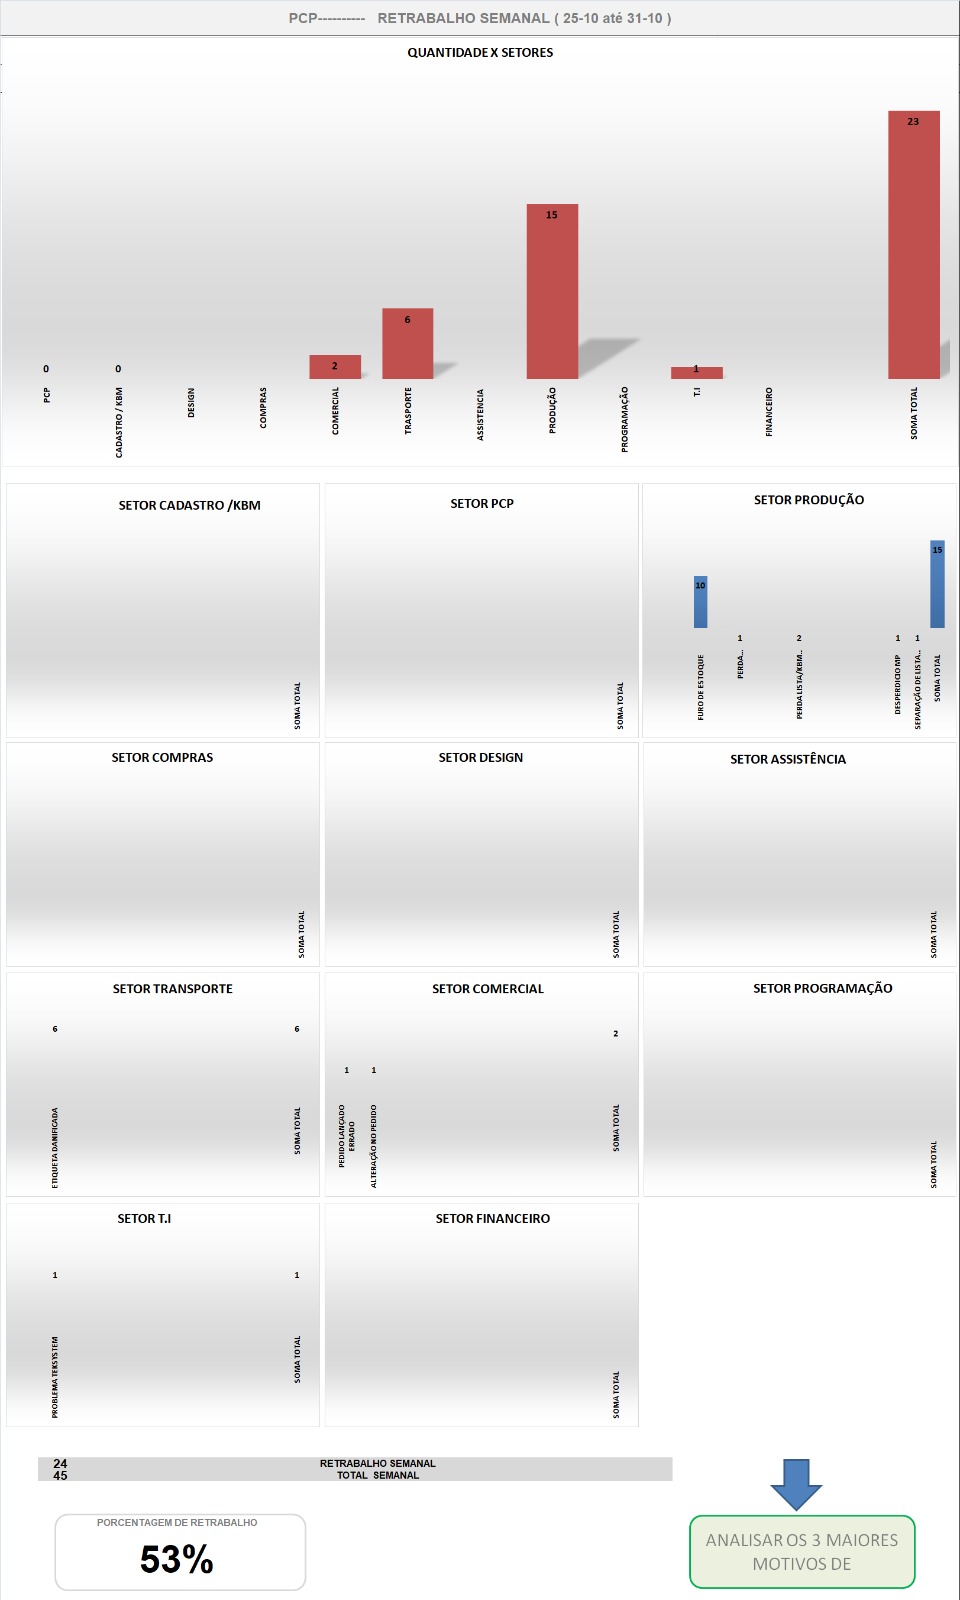 PCP----------   RETRABALHO SEMANAL ( 25-10 até 31-10 )
QUANTIDADE X SETORES
23
15
6
2
1
0
0
PCP
CADASTRO / KBM
DESIGN
COMPRAS
COMERCIAL
TRASPORTE
ASSISTENCIA
PRODUÇÃO
PROGRAMAÇÃO
T.I
FINANCEIRO
SOMA TOTAL
SETOR CADASTRO /KBM
SOMA TOTAL
SETOR PCP
SOMA TOTAL
SETOR PRODUÇÃO
15
10
1
2
1
1
FURO DE ESTOQUE
PERDA...
PERDA LISTA/KBM...
DESPERDICIO MP
SEPARAÇÃO DE LISTA...
SOMA TOTAL
SETOR COMPRAS
SOMA TOTAL
SETOR DESIGN
SOMA TOTAL
SETOR ASSISTÊNCIA
SOMA TOTAL
SETOR TRANSPORTE
6
6
ETIQUETA DANIFICADA
SOMA TOTAL
SETOR COMERCIAL
2
1
1
PEDIDO LANÇADO
ERRADO
ALTERAÇÃO NO PEDIDO
SOMA TOTAL
SETOR PROGRAMAÇÃO
SOMA TOTAL
SETOR T.I
1
1
PROBLEMA TEKSYSTEM
SOMA TOTAL
SETOR FINANCEIRO
SOMA TOTAL
24 RETRABALHO SEMANAL
45 TOTAL  SEMANAL
PORCENTAGEM DE RETRABALHO
53%
ANALISAR OS 3 MAIORES
MOTIVOS DE